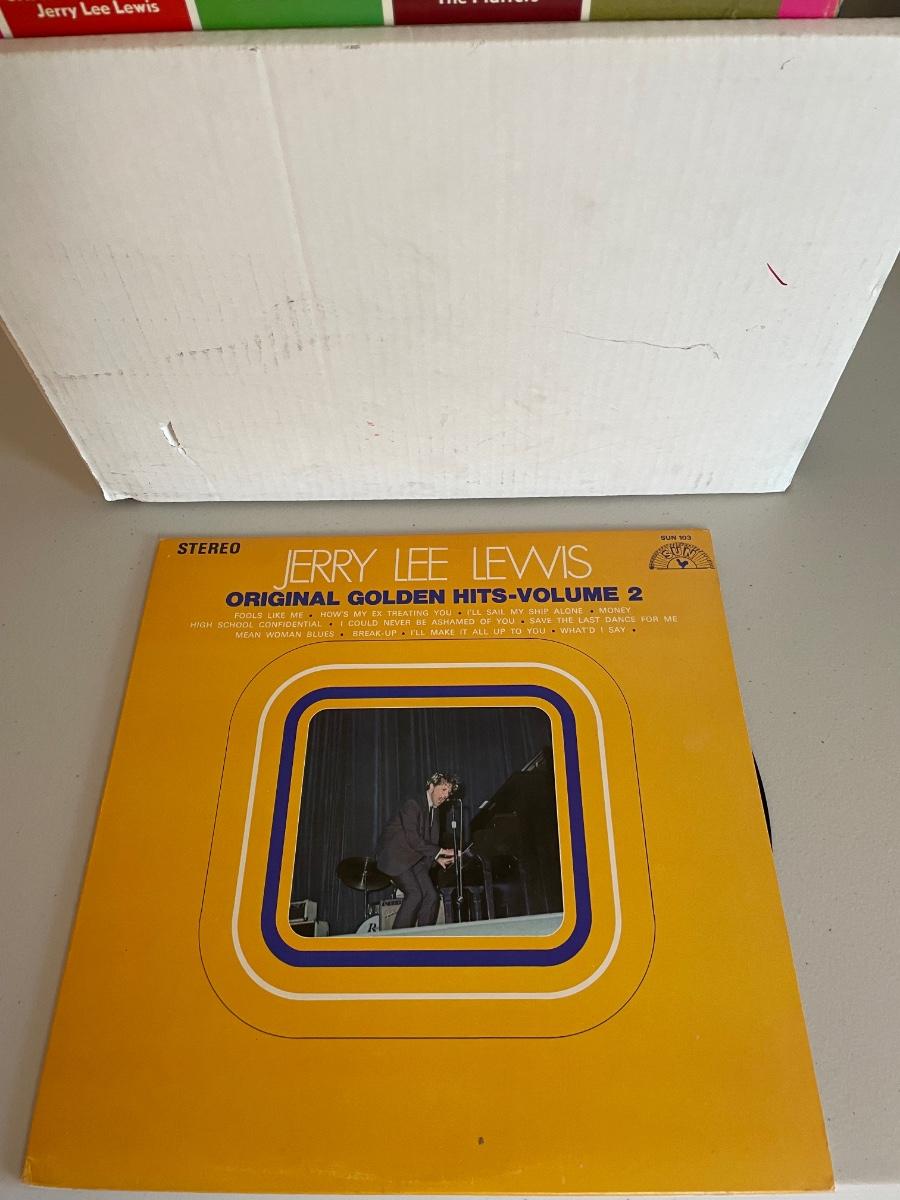 Jerry Lee Lewis
The Platters
STEREO
JERRY LEE LEWIS
SUN 103
SUN
ORIGINAL GOLDEN HITS-VOLUME 2
FOOLS LIKE ME • HOW'S MY EX TREATING YOU • I'LL SAIL MY SHIP ALONE • MONEY
HIGH SCHOOL CONFIDENTIAL • I COULD NEVER BE ASHAMED OF YOU • SAVE THE LAST DANCE FOR ME
MEAN WOMAN BLUES • BREAK-UP • I'LL MAKE IT ALL UP TO YOU • WHAT'D I SAY •